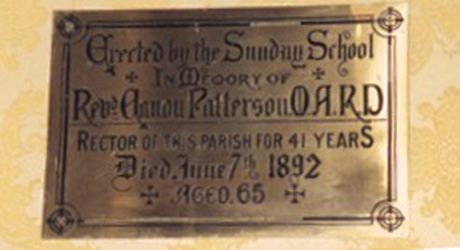 Erected by the Sunday School
IN MEMORY OF
Revd Canon Patterson O.A.R.D
RECTOR OF THIS PARISH FOR 41 YEARS
Died, June 7th 1892
AGED. 65